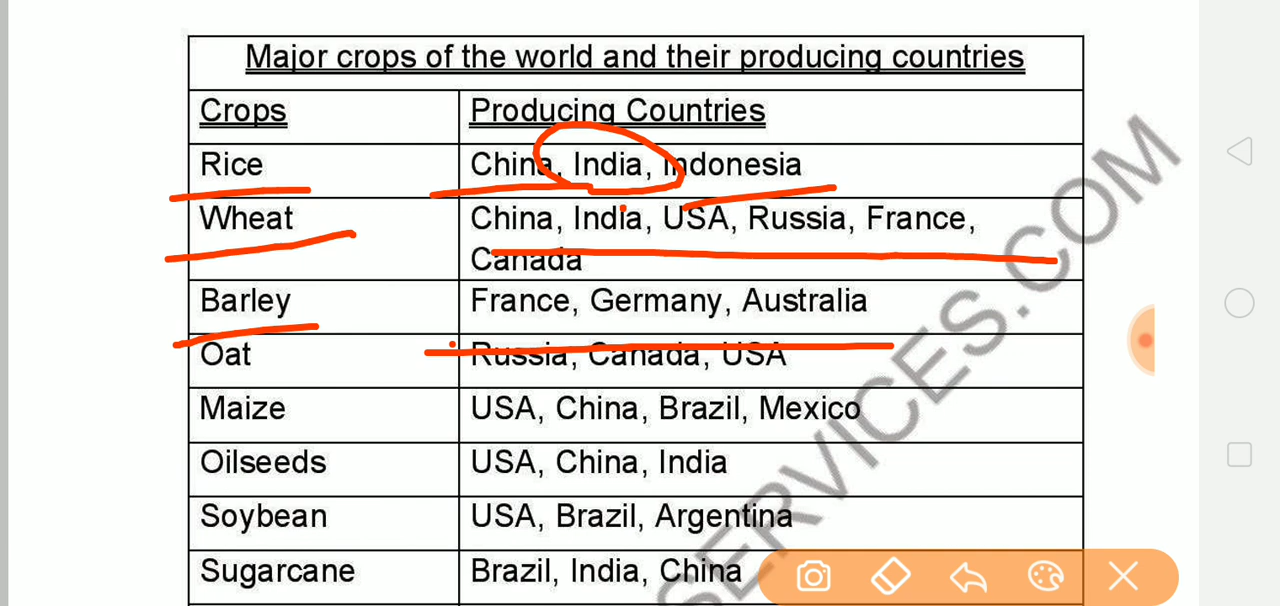 Major crops of the world and their producing countries
Crops Producing Countries
Rice China, India, Indonesia
Wheat China, India, USA, Russia, France,
Canada
Barley France, Germany, Australia
Oat Russia, Canada, USA
Maize USA, China, Brazil, Mexico
Oilseeds USA, China, India
Soybean USA, Brazil, Argentina
Sugarcane Brazil, India, China
SERVICES.COM